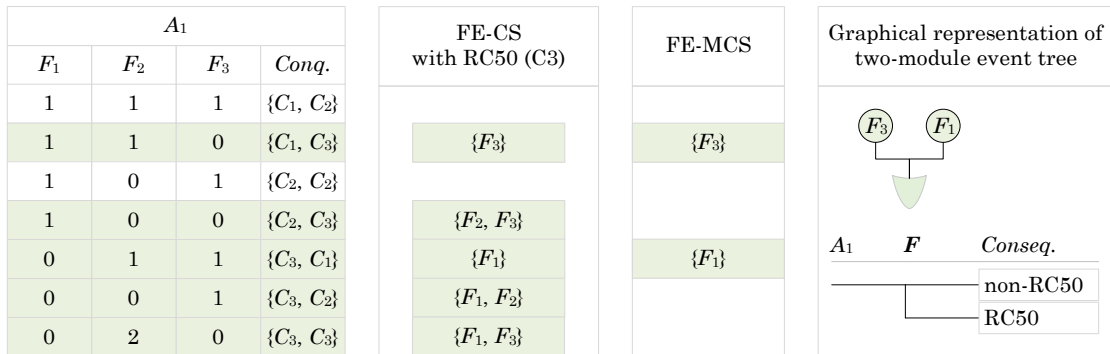 A1
F1 F2 F3 Conq.
1 1 1 {C1, C2}
1 1 0 {C1, C3}
1 0 1 {C2, C2}
1 0 0 {C2, C3}
0 1 1 {C3, C1}
0 0 1 {C3, C2}
0 2 0 {C3, C3}
FE-CS
with RC50 (C3)
{F3}
{F2, F3}
{F1}
{F1, F2}
{F1, F3}
FE-MCS
{F3}
{F1}
Graphical representation of
two-module event tree
F3 F1
A1 F Conseq.
non-RC50
RC50